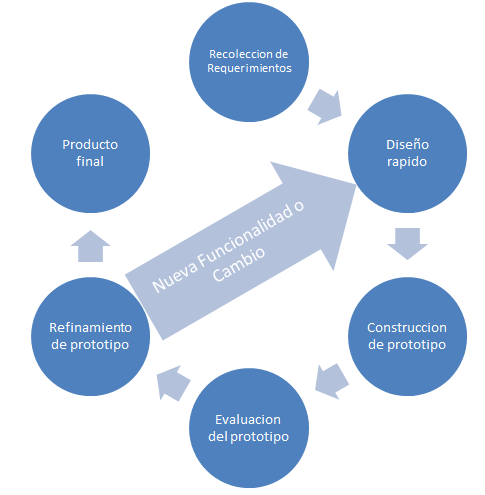 Recoleccion de
Requerimientos
Diseño
rapido
Construccion
de prototipo
Evaluacion
del prototipo
Refinamiento
de prototipo
Producto
final
Nueva Funcionalidad o
Cambio